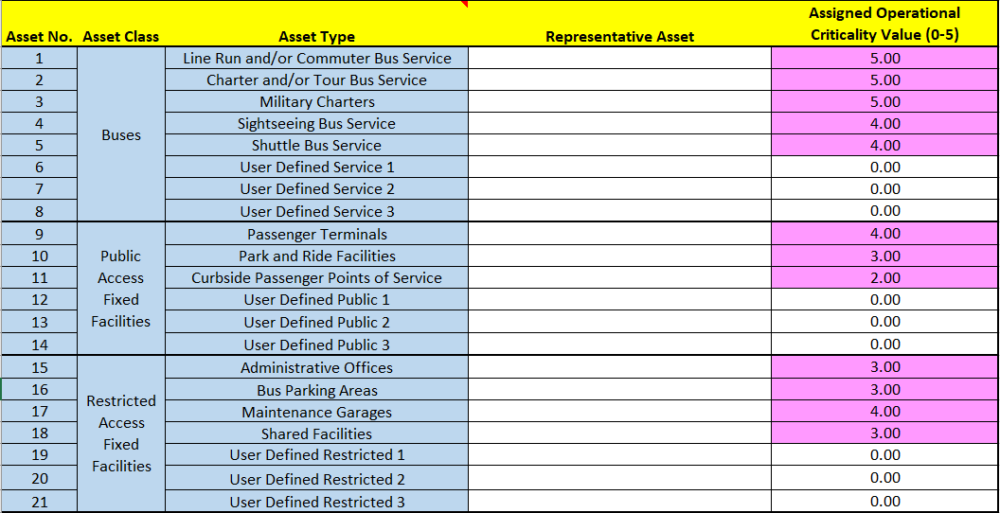 Asset No. Asset Class Asset Type Representative Asset Assigned Operational
Criticality Value (0-5)
1 Line Run and/or Commuter Bus Service 5.00
2 Charter and/or Tour Bus Service 5.00
3 Military Charters 5.00
4 Sightseeing Bus Service 4.00
Buses
5 Shuttle Bus Service 4.00
6 User Defined Service 1 0.00
7 User Defined Service 2 0.00
8 User Defined Service 3 0.00
9 Passenger Terminals 4.00
10 Public Park and Ride Facilities 3.00
11 Access Curbside Passenger Points of Service 2.00
12 Fixed User Defined Public 1 0.00
13 Facilities User Defined Public 2 0.00
14 User Defined Public 3 0.00
15 Administrative Offices 3.00
16 Bus Parking Areas 3.00
Restricted
17 Maintenance Garages 4.00
Access
18 Shared Facilities 3.00
Fixed
19 User Defined Restricted 1 0.00
Facilities
20 User Defined Restricted 2 0.00
21 User Defined Restricted 3 0.00